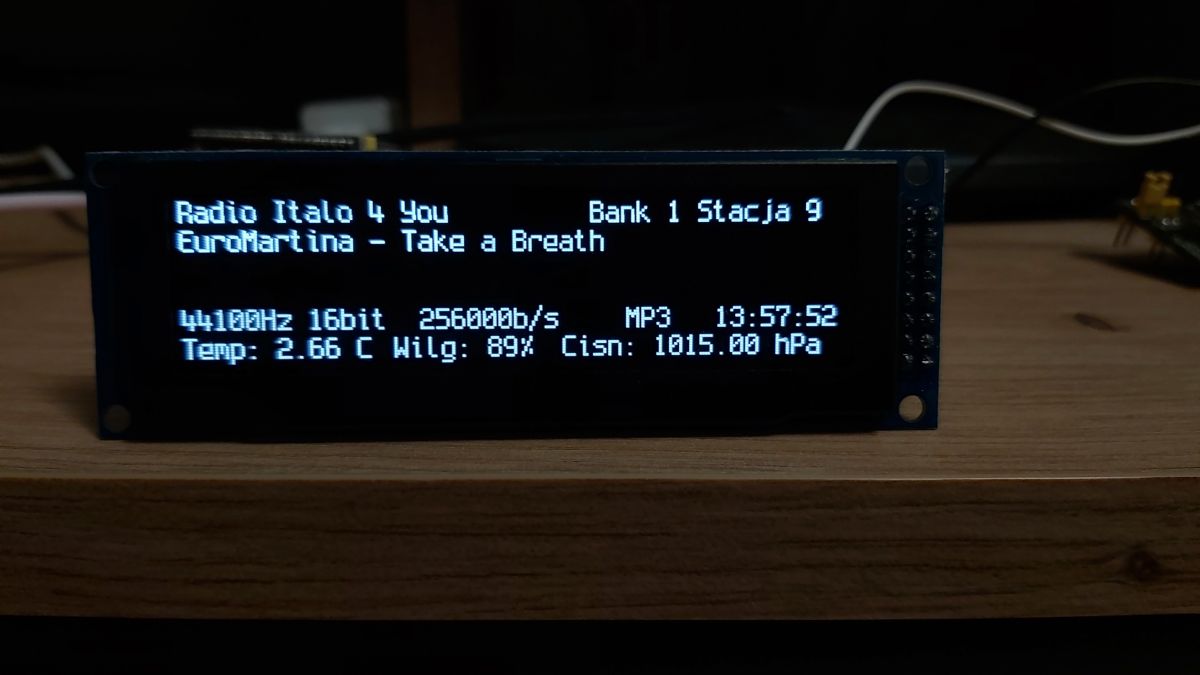 Radio Italo 4 You Bank 1 Stacja 9
EuroMartina - Take a Breath
44100Hz 16bit 256000b/s MP3 13:57:52
Temp: 2.66 C Wilg: 89% Cisn: 1015.00 hPa